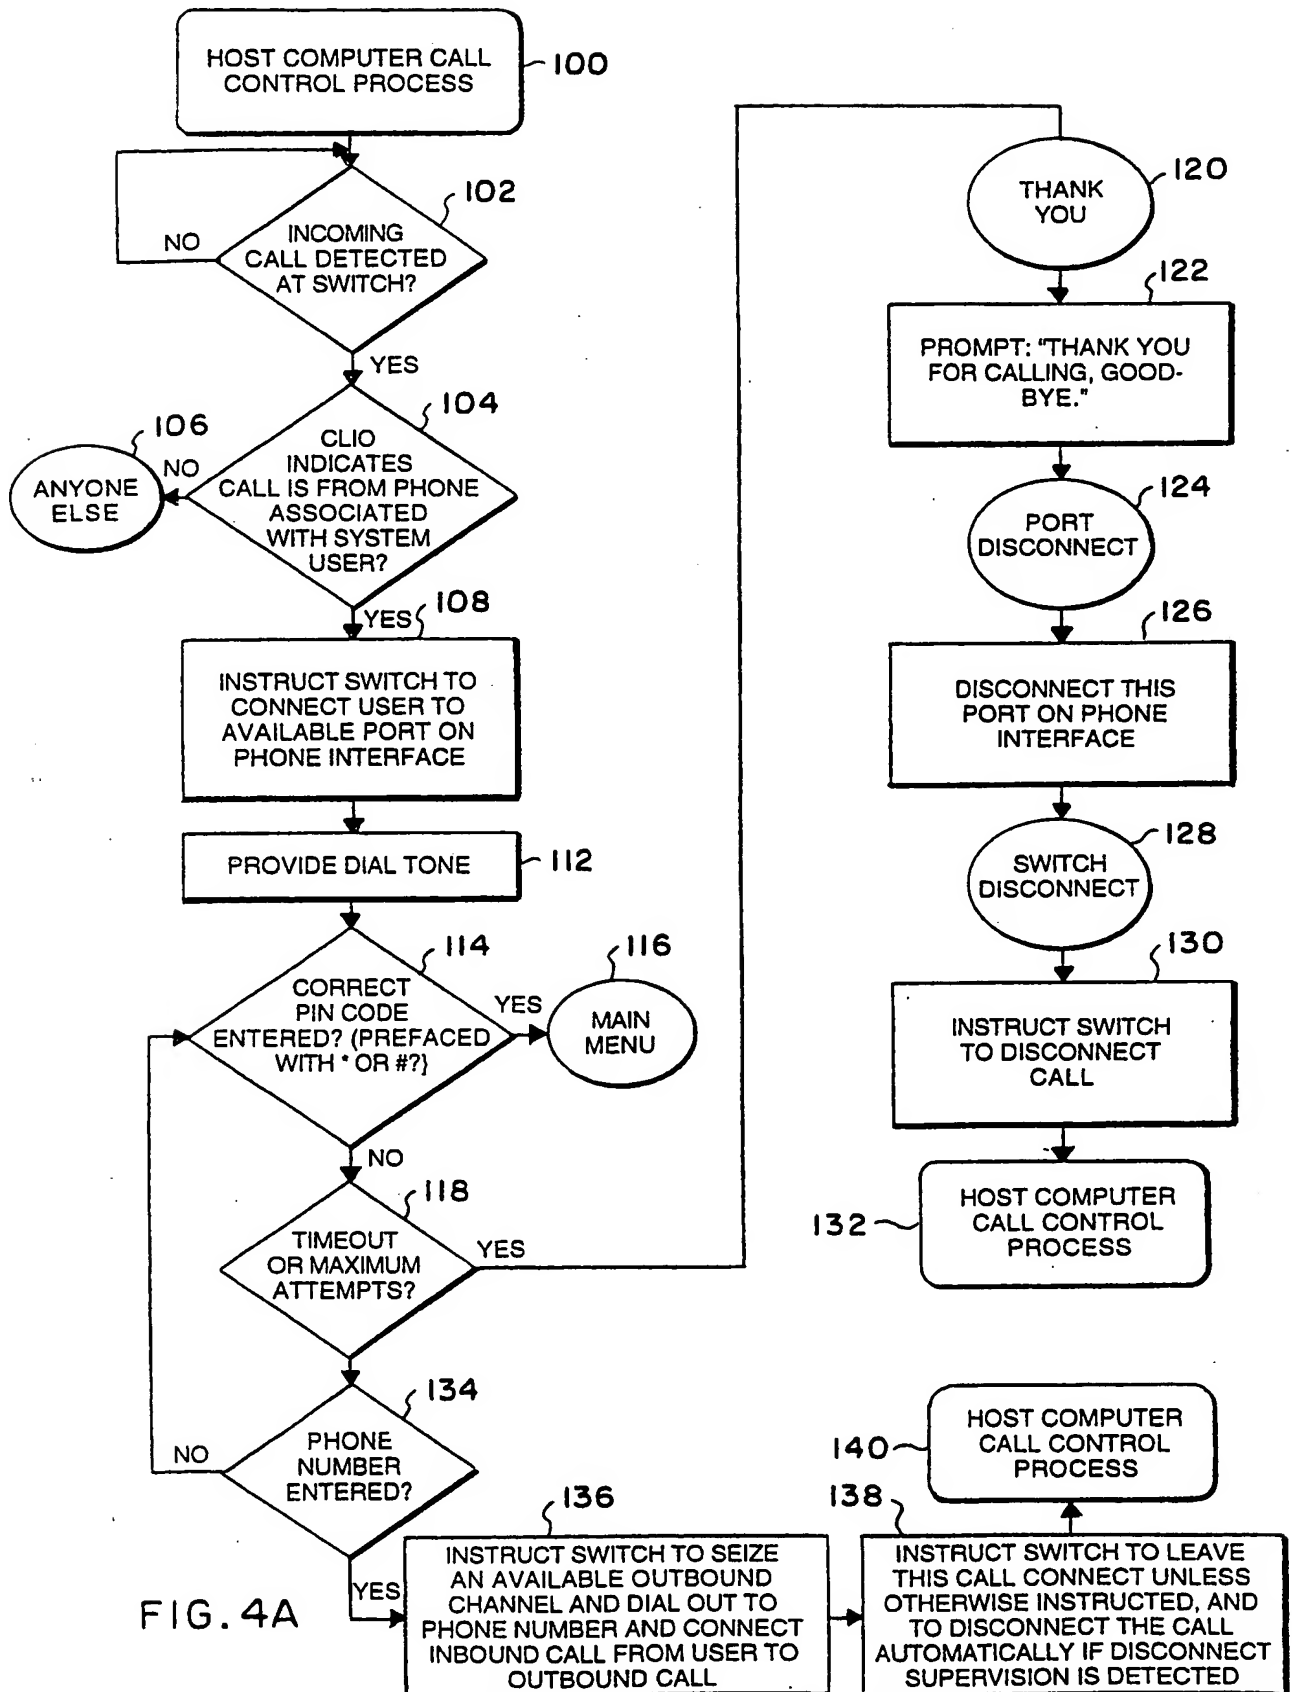 HOST COMPUTER CALL
CONTROL PROCESS
100
102
INCOMING
CALL DETECTED
AT SWITCH?
NO
YES
104
CLIO
INDICATES
CALL IS FROM PHONE
ASSOCIATED
WITH SYSTEM
USER?
106
NO
ANYONE
ELSE
YES
108
INSTRUCT SWITCH TO
CONNECT USER TO
AVAILABLE PORT ON
PHONE INTERFACE
PROVIDE DIAL TONE
112
114
CORRECT
PIN CODE
ENTERED? (PREFACED
WITH * OR #?}
YES
116
MAIN
MENU
NO
118
TIMEOUT
OR MAXIMUM
ATTEMPTS?
YES
134
PHONE
NUMBER
ENTERED?
NO
YES
120
THANK
YOU
122
PROMPT: "THANK YOU
FOR CALLING, GOOD-
BYE."
124
PORT
DISCONNECT
126
DISCONNECT THIS
PORT ON PHONE
INTERFACE
128
SWITCH
DISCONNECT
130
INSTRUCT SWITCH
TO DISCONNECT
CALL
132
HOST COMPUTER
CALL CONTROL
PROCESS
136
INSTRUCT SWITCH TO SEIZE
AN AVAILABLE OUTBOUND
CHANNEL AND DIAL OUT TO
PHONE NUMBER AND CONNECT
INBOUND CALL FROM USER TO
OUTBOUND CALL
138
INSTRUCT SWITCH TO LEAVE
THIS CALL CONNECT UNLESS
OTHERWISE INSTRUCTED, AND
TO DISCONNECT THE CALL
AUTOMATICALLY IF DISCONNECT
SUPERVISION IS DETECTED
140
HOST COMPUTER
CALL CONTROL
PROCESS
FIG. 4A